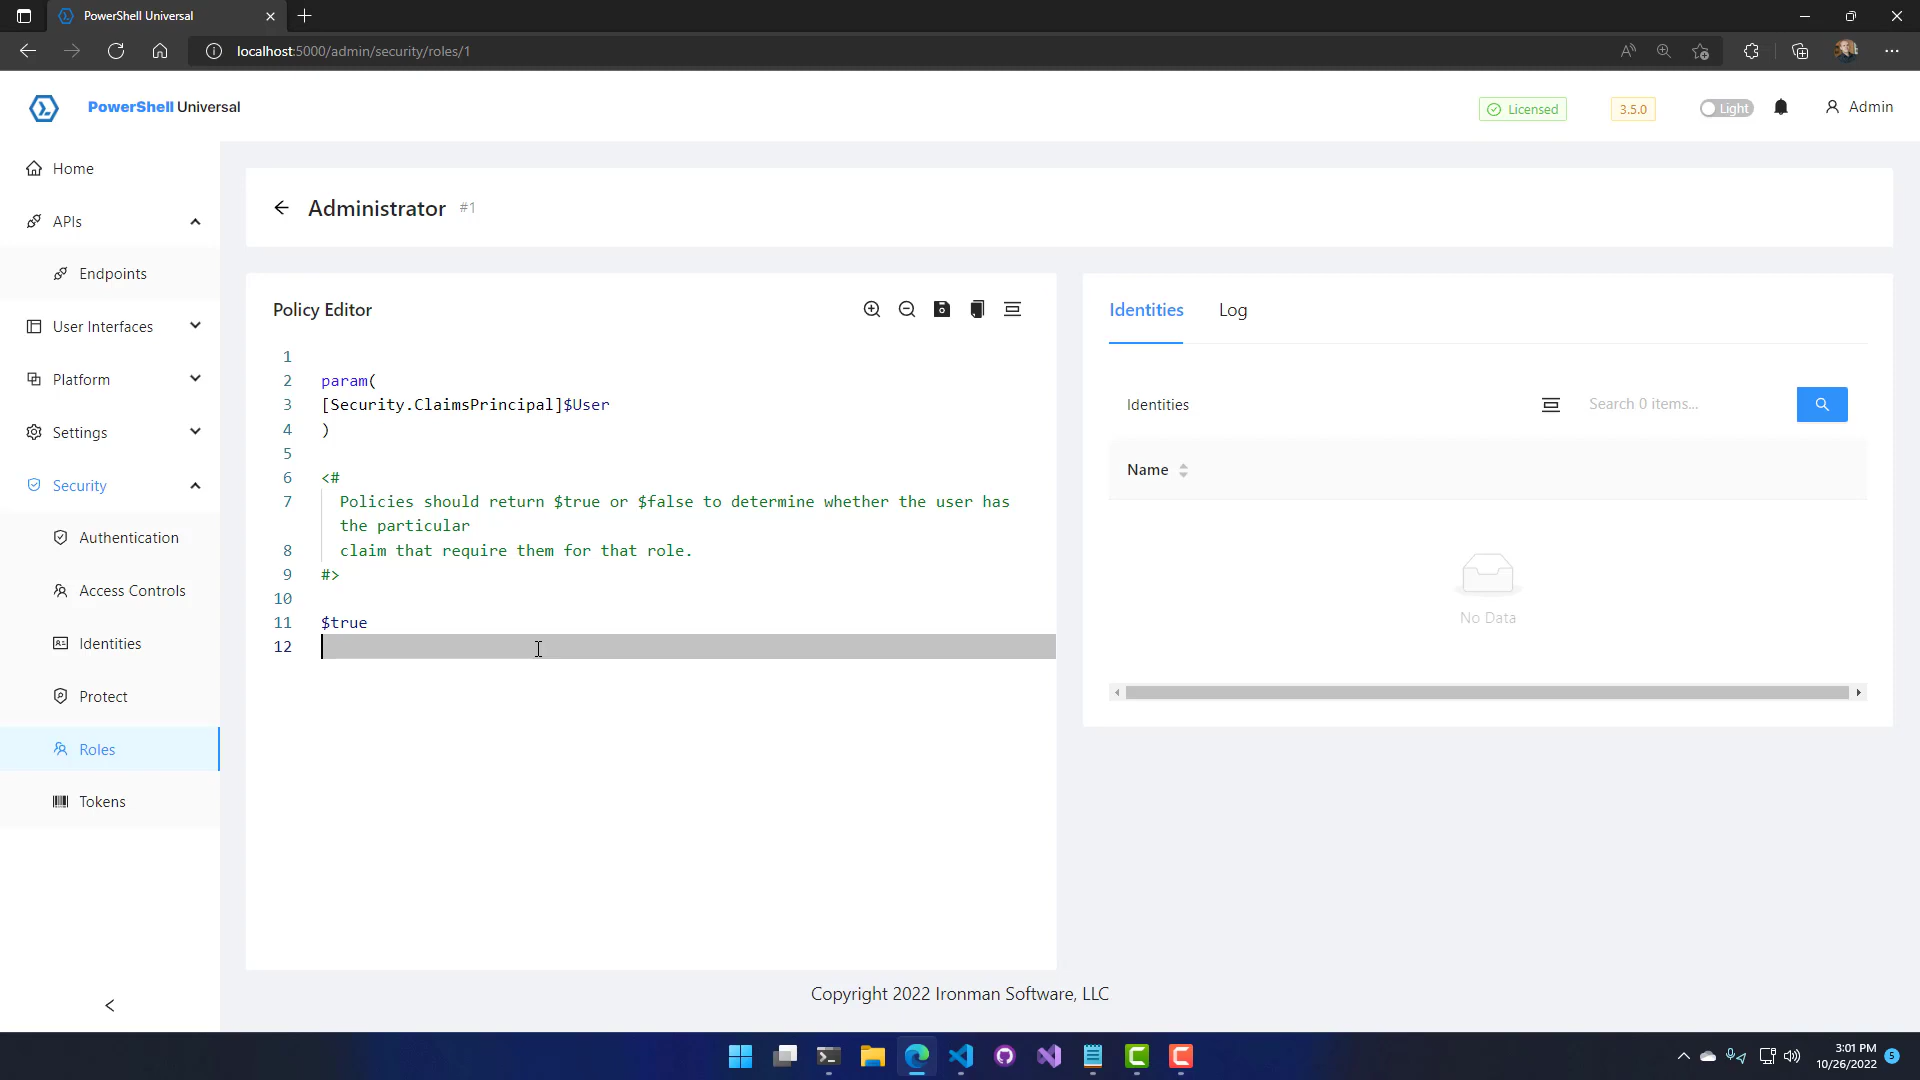 PowerShell Universal
localhost:5000/admin/security/roles/1
PowerShell Universal
Licensed
3.5.0
Light
Admin
Home
APIs
Endpoints
User Interfaces
Platform
Settings
Security
Authentication
Access Controls
Identities
Protect
Roles
Tokens
Administrator #1
Policy Editor
1
2 param(
3 [Security.ClaimsPrincipal]$User
4 )
5
6 <#
7 Policies should return $true or $false to determine whether the user has
the particular
8 claim that require them for that role.
9 #>
10
11 $true
12
Identities Log
Identities
Search 0 items...
Name
No Data
Copyright 2022 Ironman Software, LLC
3:01 PM
10/26/2022
5